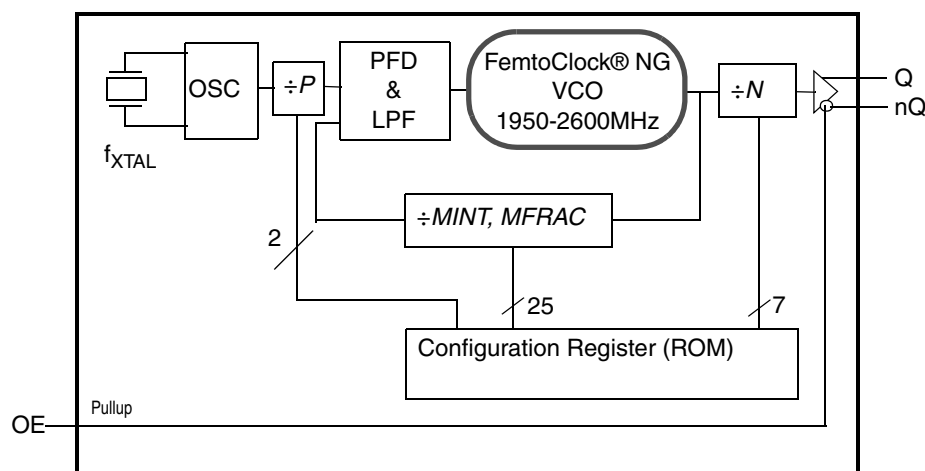 OSC
÷P
PFD
&
LPF
FemtoClock® NG
VCO
1950-2600MHz
÷N
Q
nQ
fXTAL
÷MINT, MFRAC
2
25
7
Configuration Register (ROM)
Pullup
OE